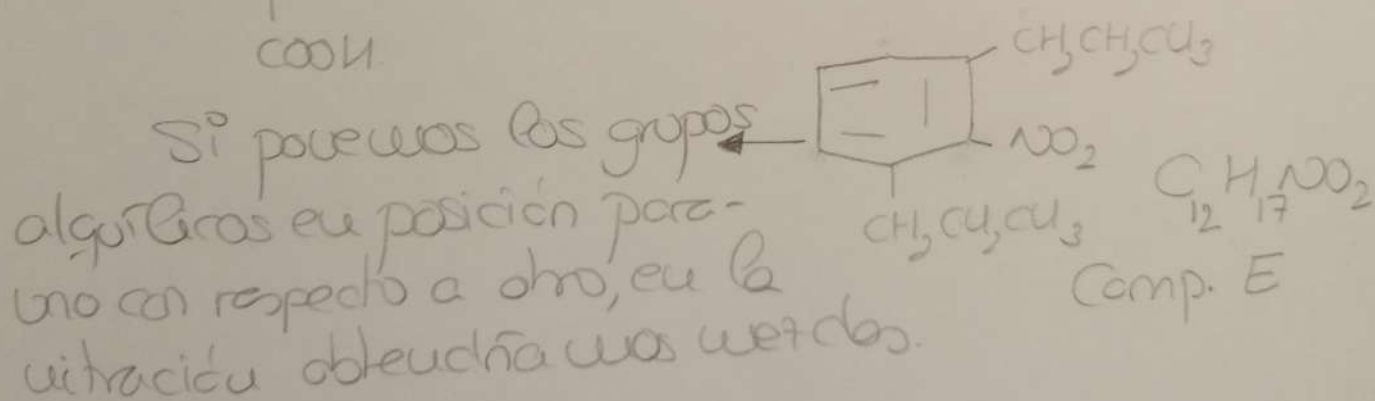 COOH
CH2CH2CH3
Si ponemos los grupos
NO2
C12H17NO2
alquílicos en posición para-
CH2CH2CH3
uno con respecto a otro, en la
Comp. E
nitración obtendríamos mezclas.